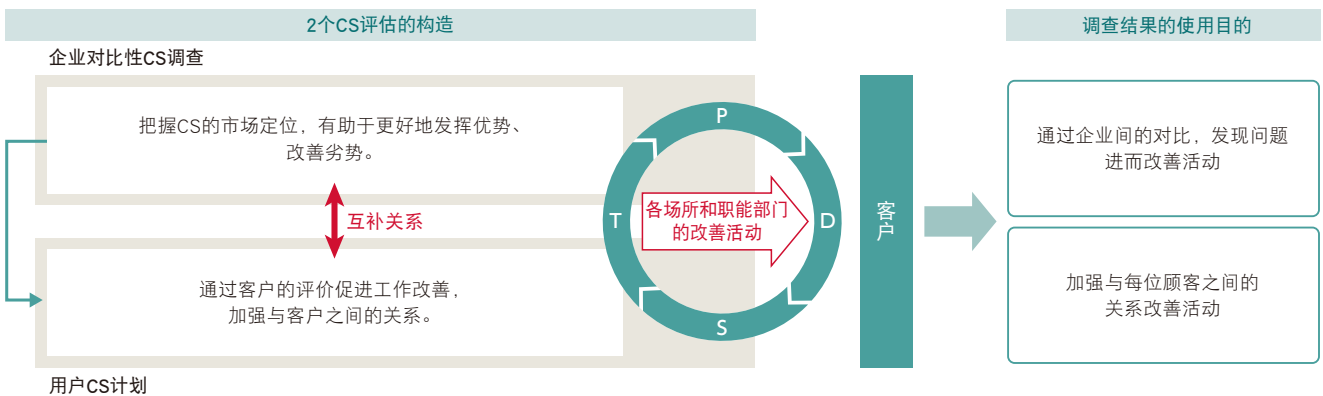 2个CS评估的构造
调查结果的使用目的
企业对比性CS调查
把握CS的市场定位，有助于更好地发挥优势、
改善劣势。
互补关系
通过客户的评价促进工作改善，
加强与客户之间的关系。
用户CS计划
P
D
S
T
各场所和职能部门
的改善活动
客户
通过企业间的对比，发现问题
进而改善活动
加强与每位顾客之间的
关系改善活动